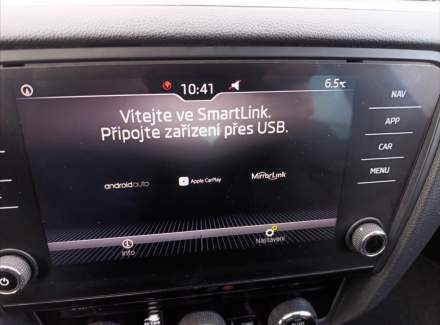 10:41
6.5°C
Vítejte ve SmartLink.
Připojte zařízení přes USB.
androidauto
Apple CarPlay
MirrorLink
Info
Nastavení
NAV
APP
CAR
MENU